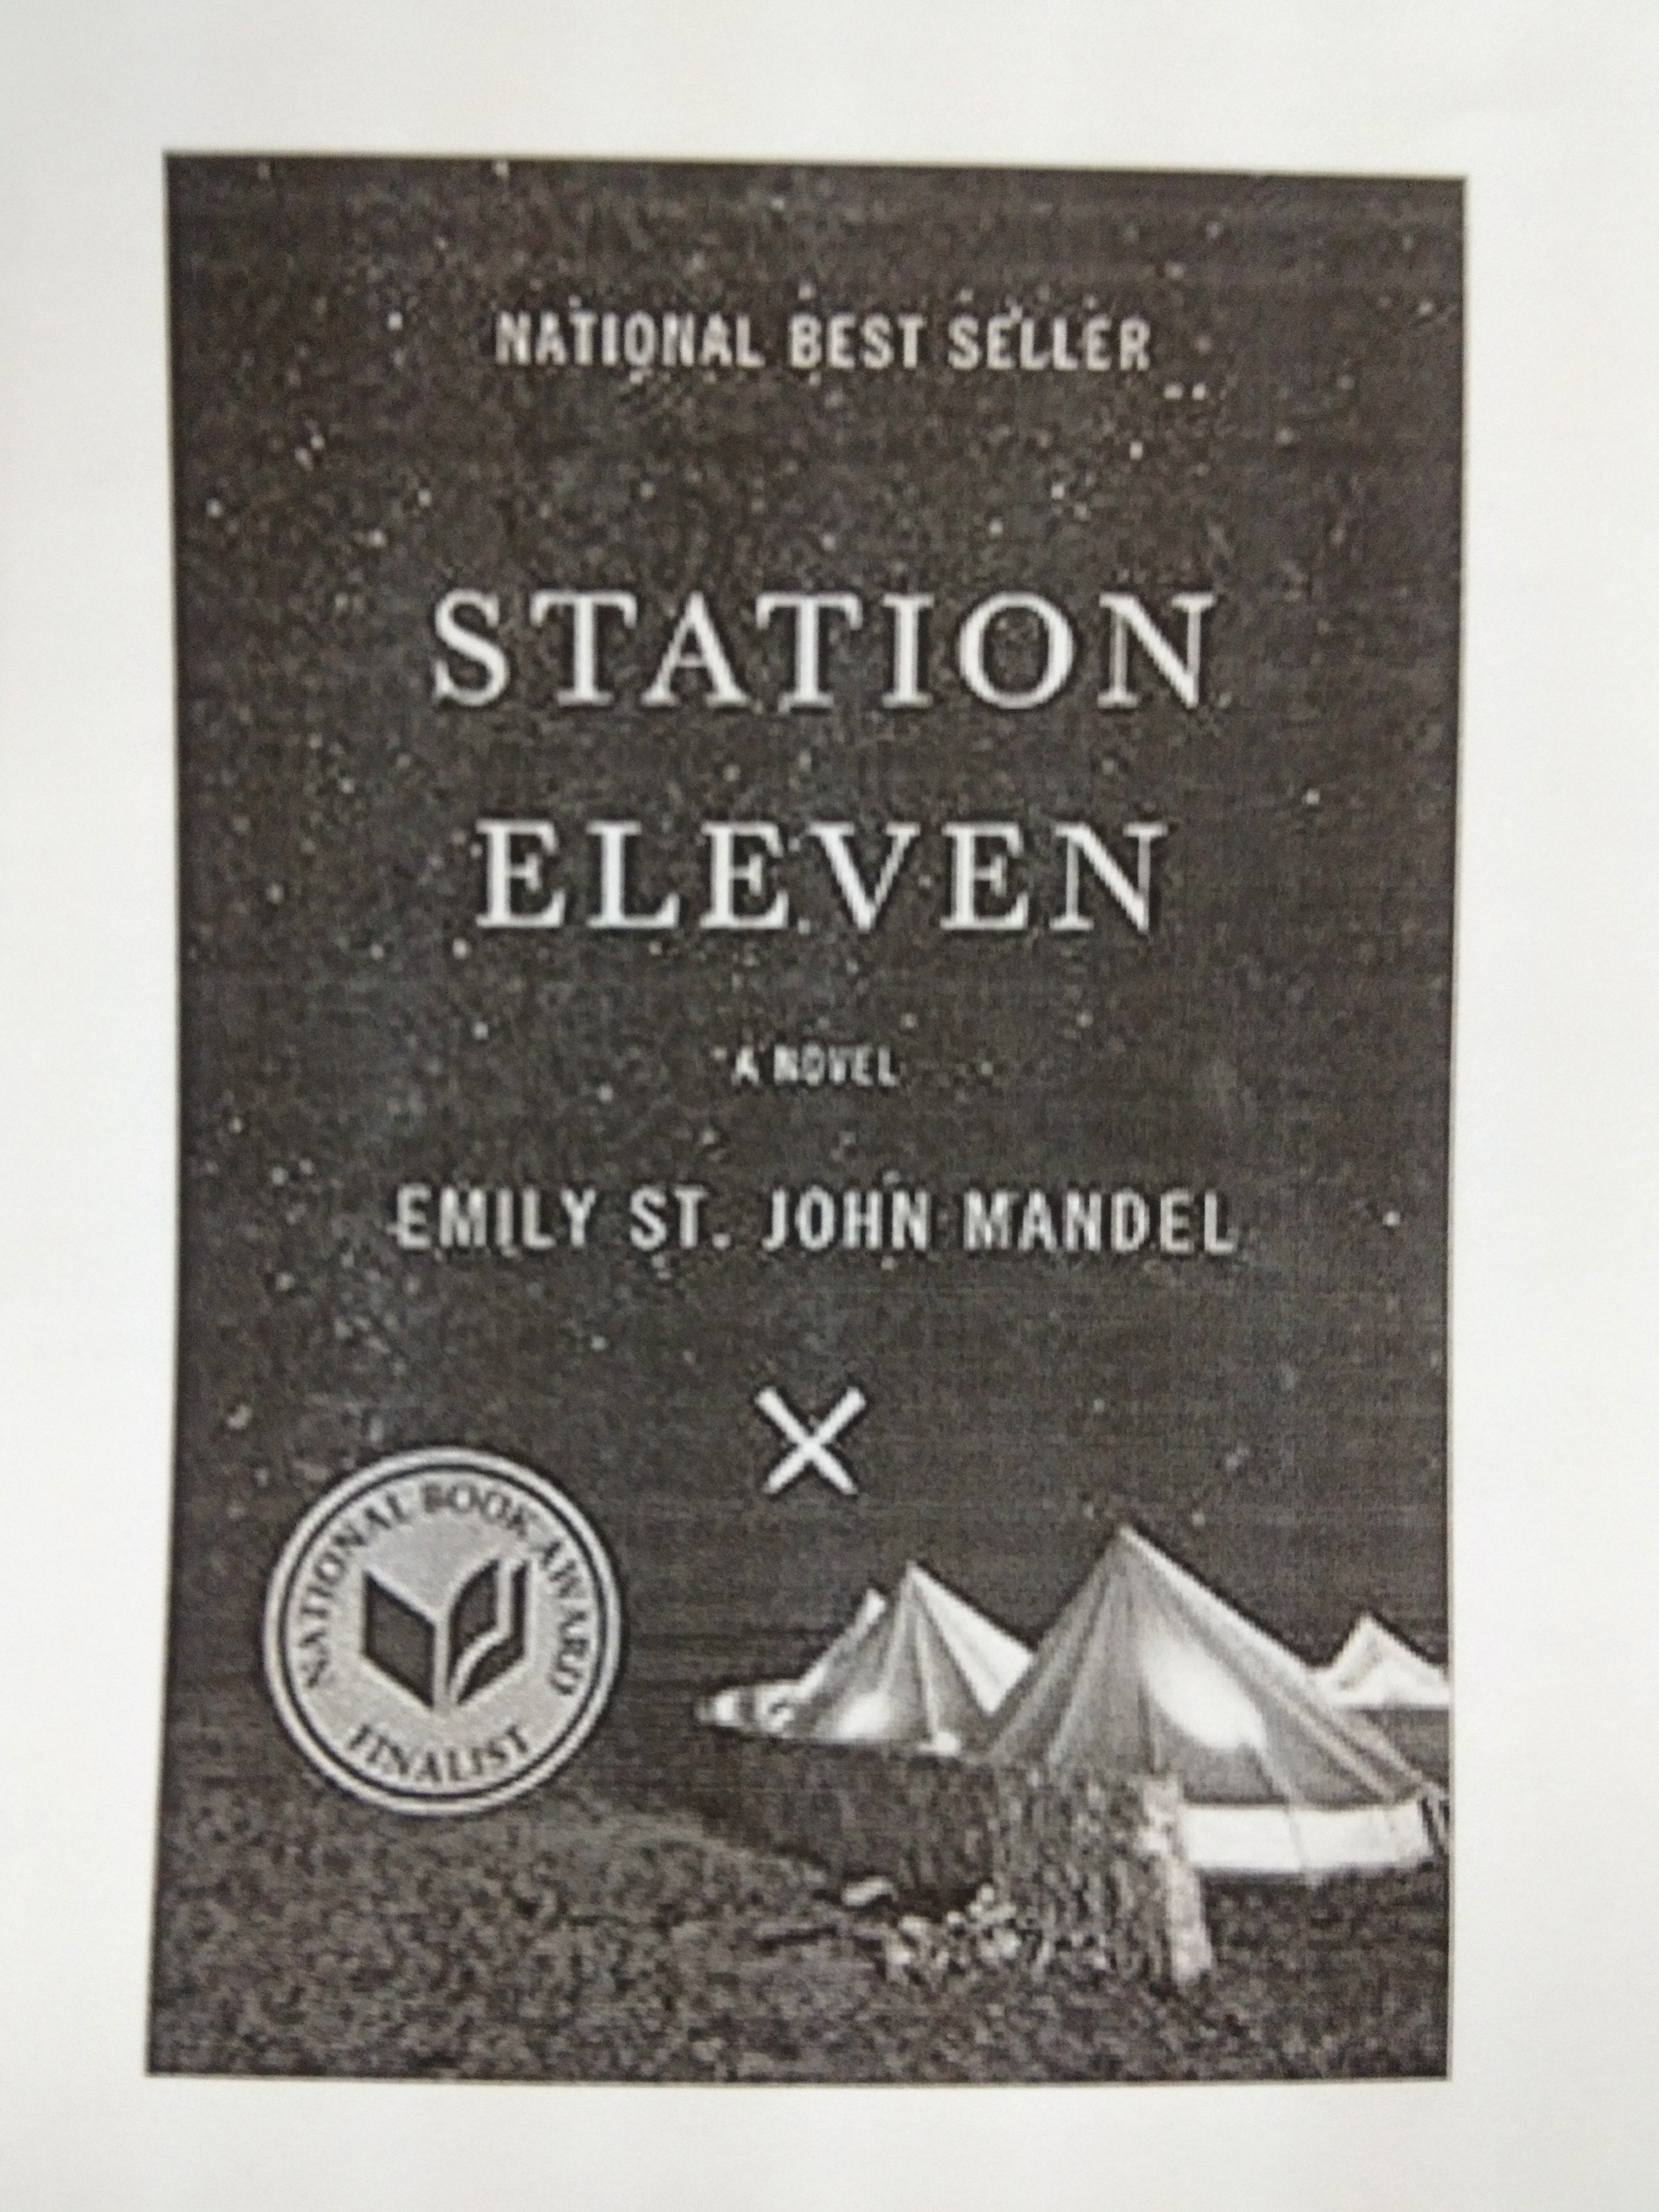 NATIONAL BEST SELLER
STATION
ELEVEN
A NOVEL
EMILY ST. JOHN MANDEL
NATIONAL BOOK AWARD
FINALIST